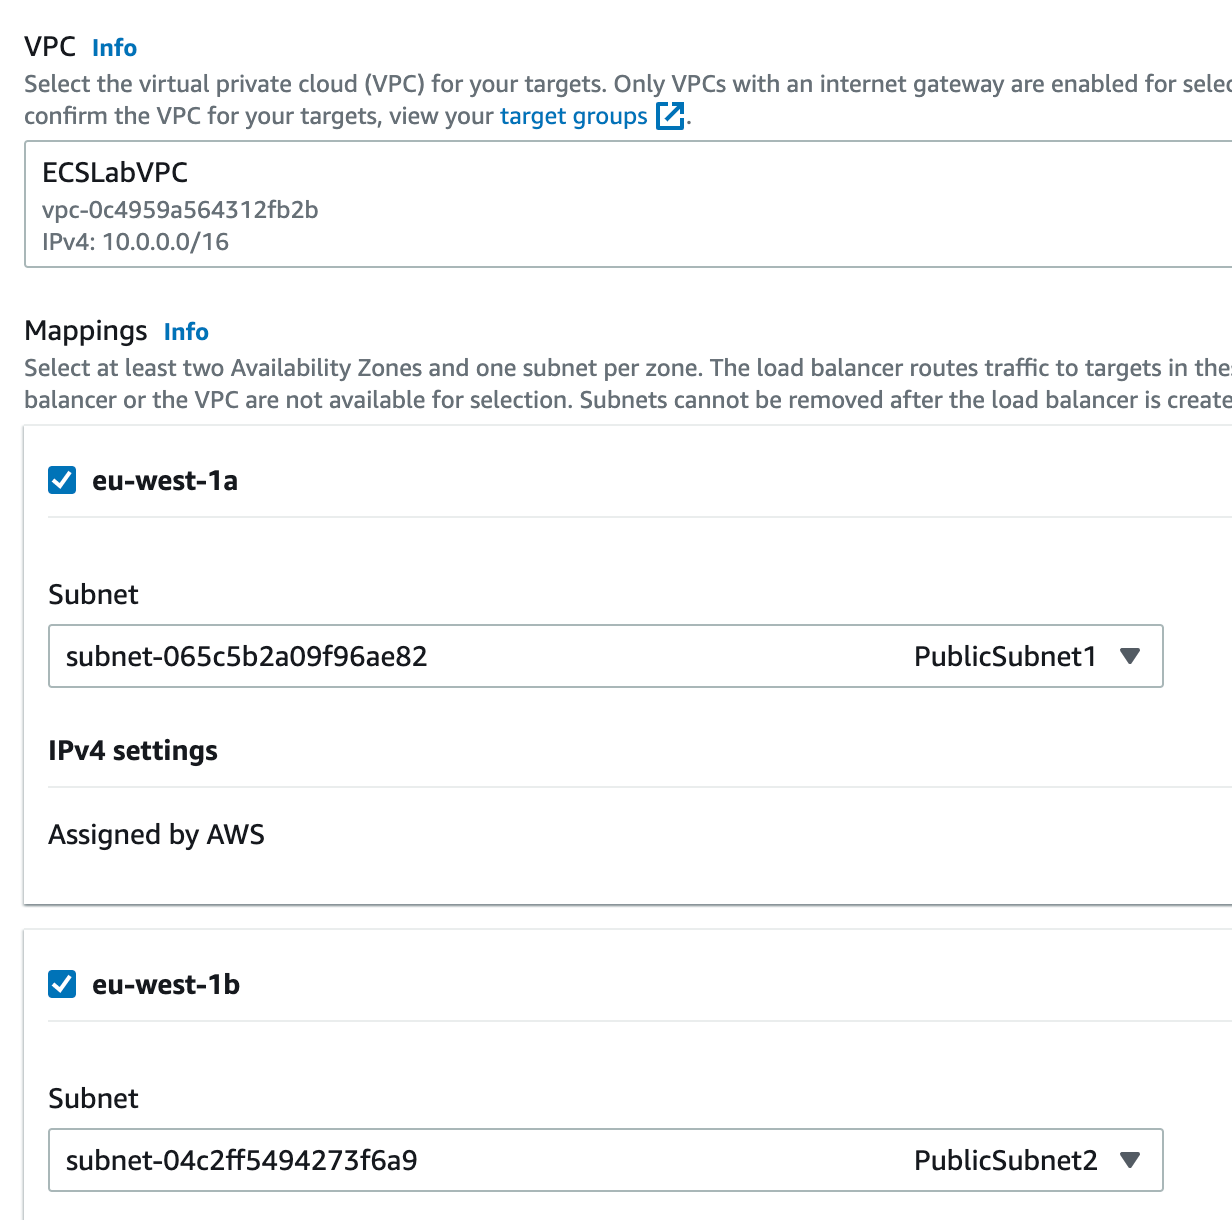 VPC Info
Select the virtual private cloud (VPC) for your targets. Only VPCs with an internet gateway are enabled for selec
confirm the VPC for your targets, view your target groups .
ECSLabVPC
vpc-0c4959a564312fb2b
IPv4: 10.0.0.0/16
Mappings Info
Select at least two Availability Zones and one subnet per zone. The load balancer routes traffic to targets in thes
balancer or the VPC are not available for selection. Subnets cannot be removed after the load balancer is create
eu-west-1a
Subnet
subnet-065c5b2a09f96ae82 PublicSubnet1
IPv4 settings
Assigned by AWS
eu-west-1b
Subnet
subnet-04c2ff5494273f6a9 PublicSubnet2